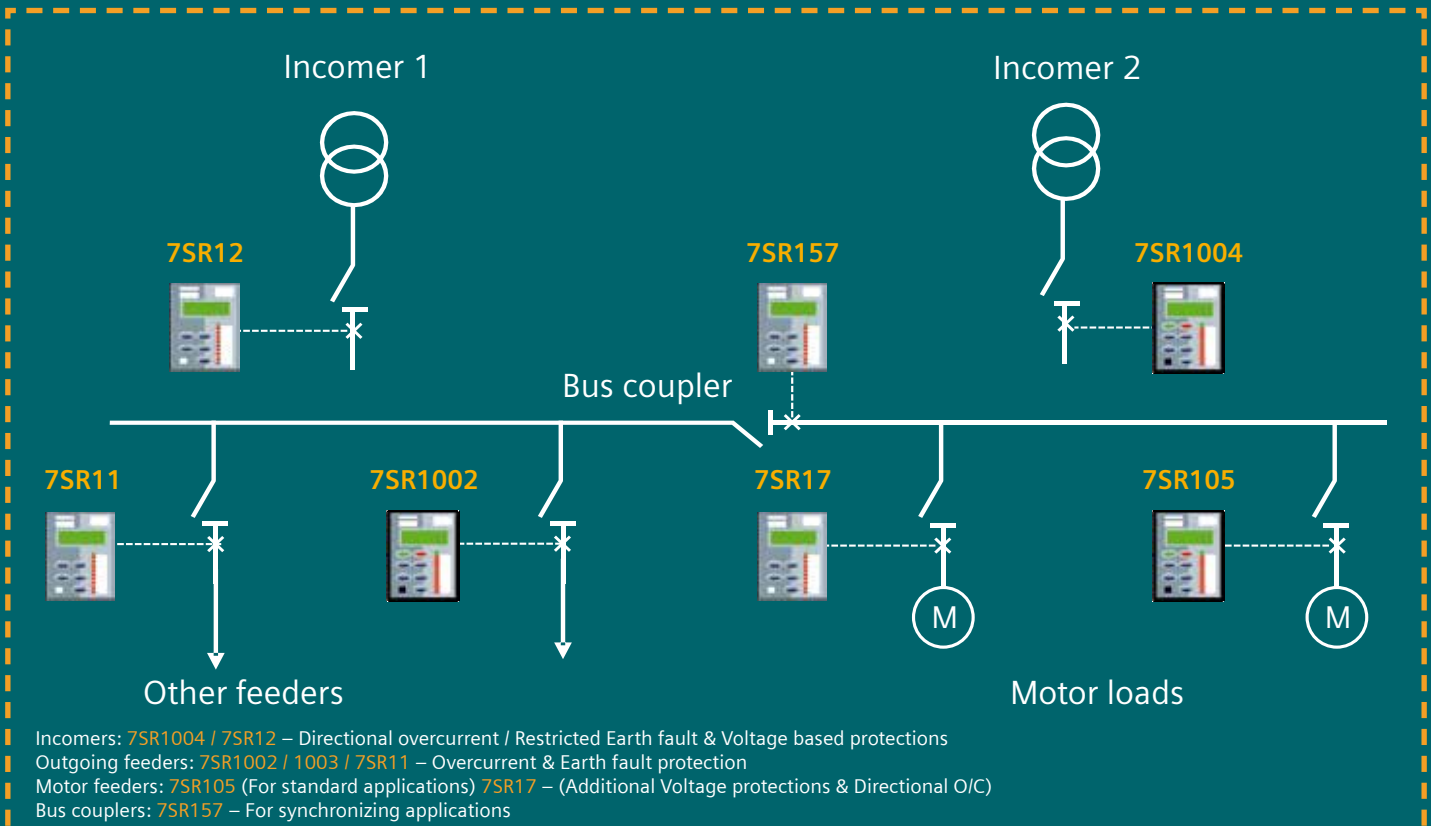 Incomer 1
Incomer 2
7SR12
7SR157
7SR1004
Bus coupler
7SR11
7SR1002
7SR17
7SR105
M
M
Other feeders
Motor loads
Incomers: 7SR1004 / 7SR12 – Directional overcurrent / Restricted Earth fault & Voltage based protections
Outgoing feeders: 7SR1002 / 1003 / 7SR11 – Overcurrent & Earth fault protection
Motor feeders: 7SR105 (For standard applications) 7SR17 – (Additional Voltage protections & Directional O/C)
Bus couplers: 7SR157 – For synchronizing applications